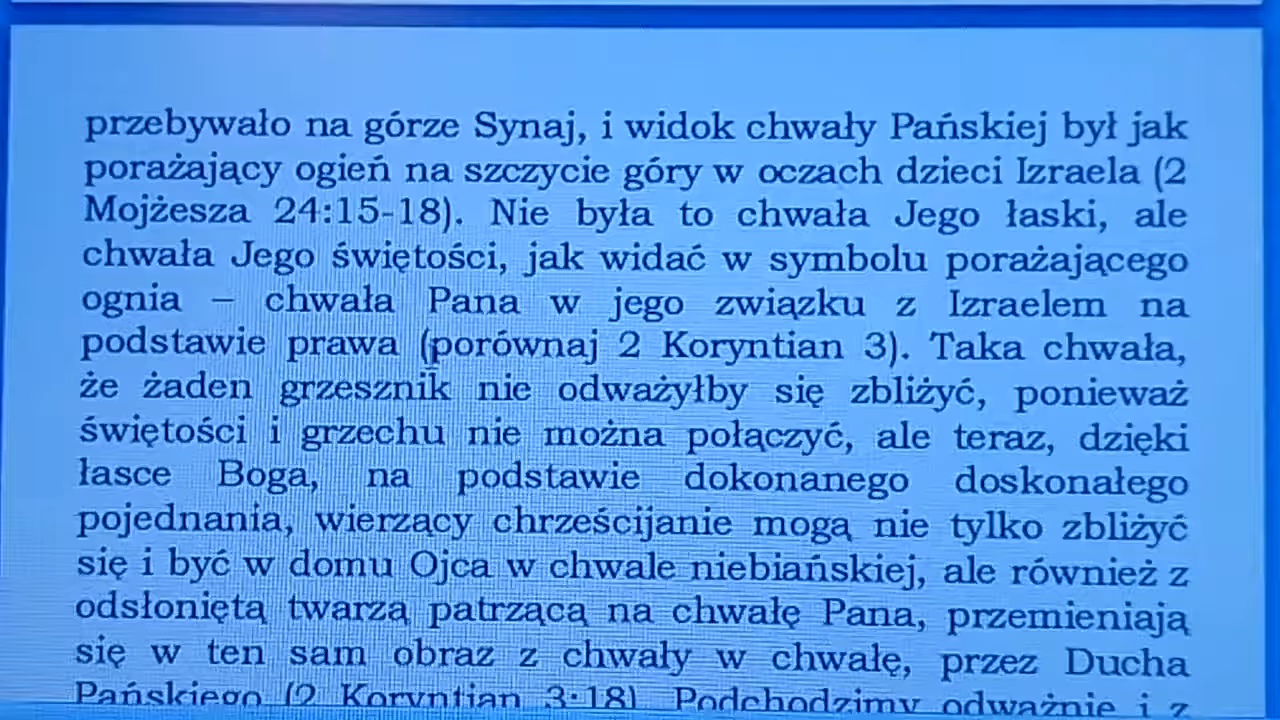 przebywało na górze Synaj, i widok chwały Pańskiej był jak
porażający ogień na szczycie góry w oczach dzieci Izraela (2
Mojżesza 24:15-18). Nie była to chwała Jego łaski, ale
chwała Jego świętości, jak widać w symbolu porażającego
ognia – chwała Pana w jego związku z Izraelem na
podstawie prawa (porównaj 2 Koryntian 3). Taka chwała,
że żaden grzesznik nie odważyłby się zbliżyć, ponieważ
świętości i grzechu nie można połączyć, ale teraz, dzięki
łasce Boga, na podstawie dokonanego doskonałego
pojednania, wierzący chrześcijanie mogą nie tylko zbliżyć
się i być w domu Ojca w chwale niebiańskiej, ale również z
odsłoniętą twarzą patrzącą na chwałę Pana, przemieniają
się w ten sam obraz z chwały w chwałę, przez Ducha
Pańskiego (2 Koryntian 3:18). Podchodzimy odważnie i z